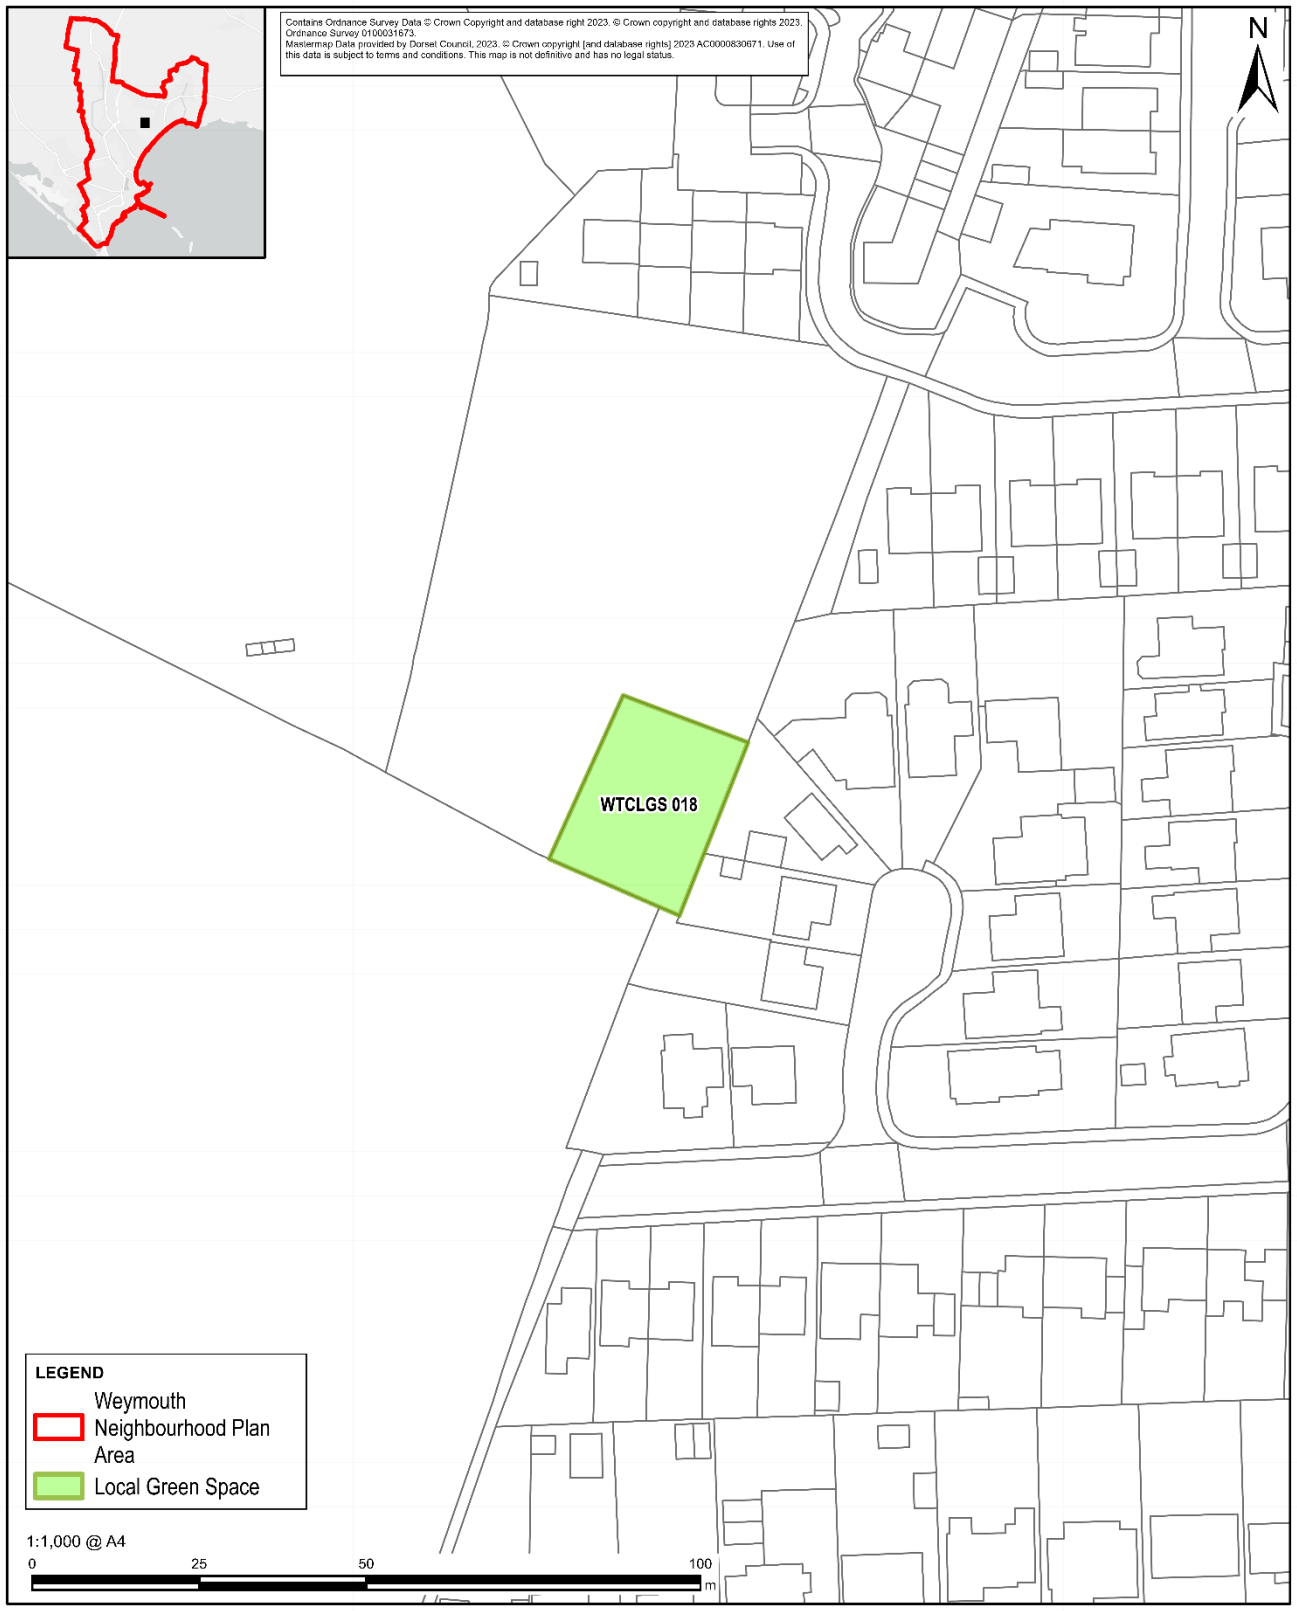 Contains Ordnance Survey Data © Crown Copyright and database right 2023. © Crown copyright and database rights 2023.
Ordnance Survey 0100031673.
Mastermap Data provided by Dorset Council, 2023. © Crown copyright [and database rights] 2023 AC0000830671. Use of
this data is subject to terms and conditions. This map is not definitive and has no legal status.
N
WTCLGS 018
LEGEND
Weymouth
Neighbourhood Plan
Area
Local Green Space
1:1,000 @ A4
0 25 50 100
m